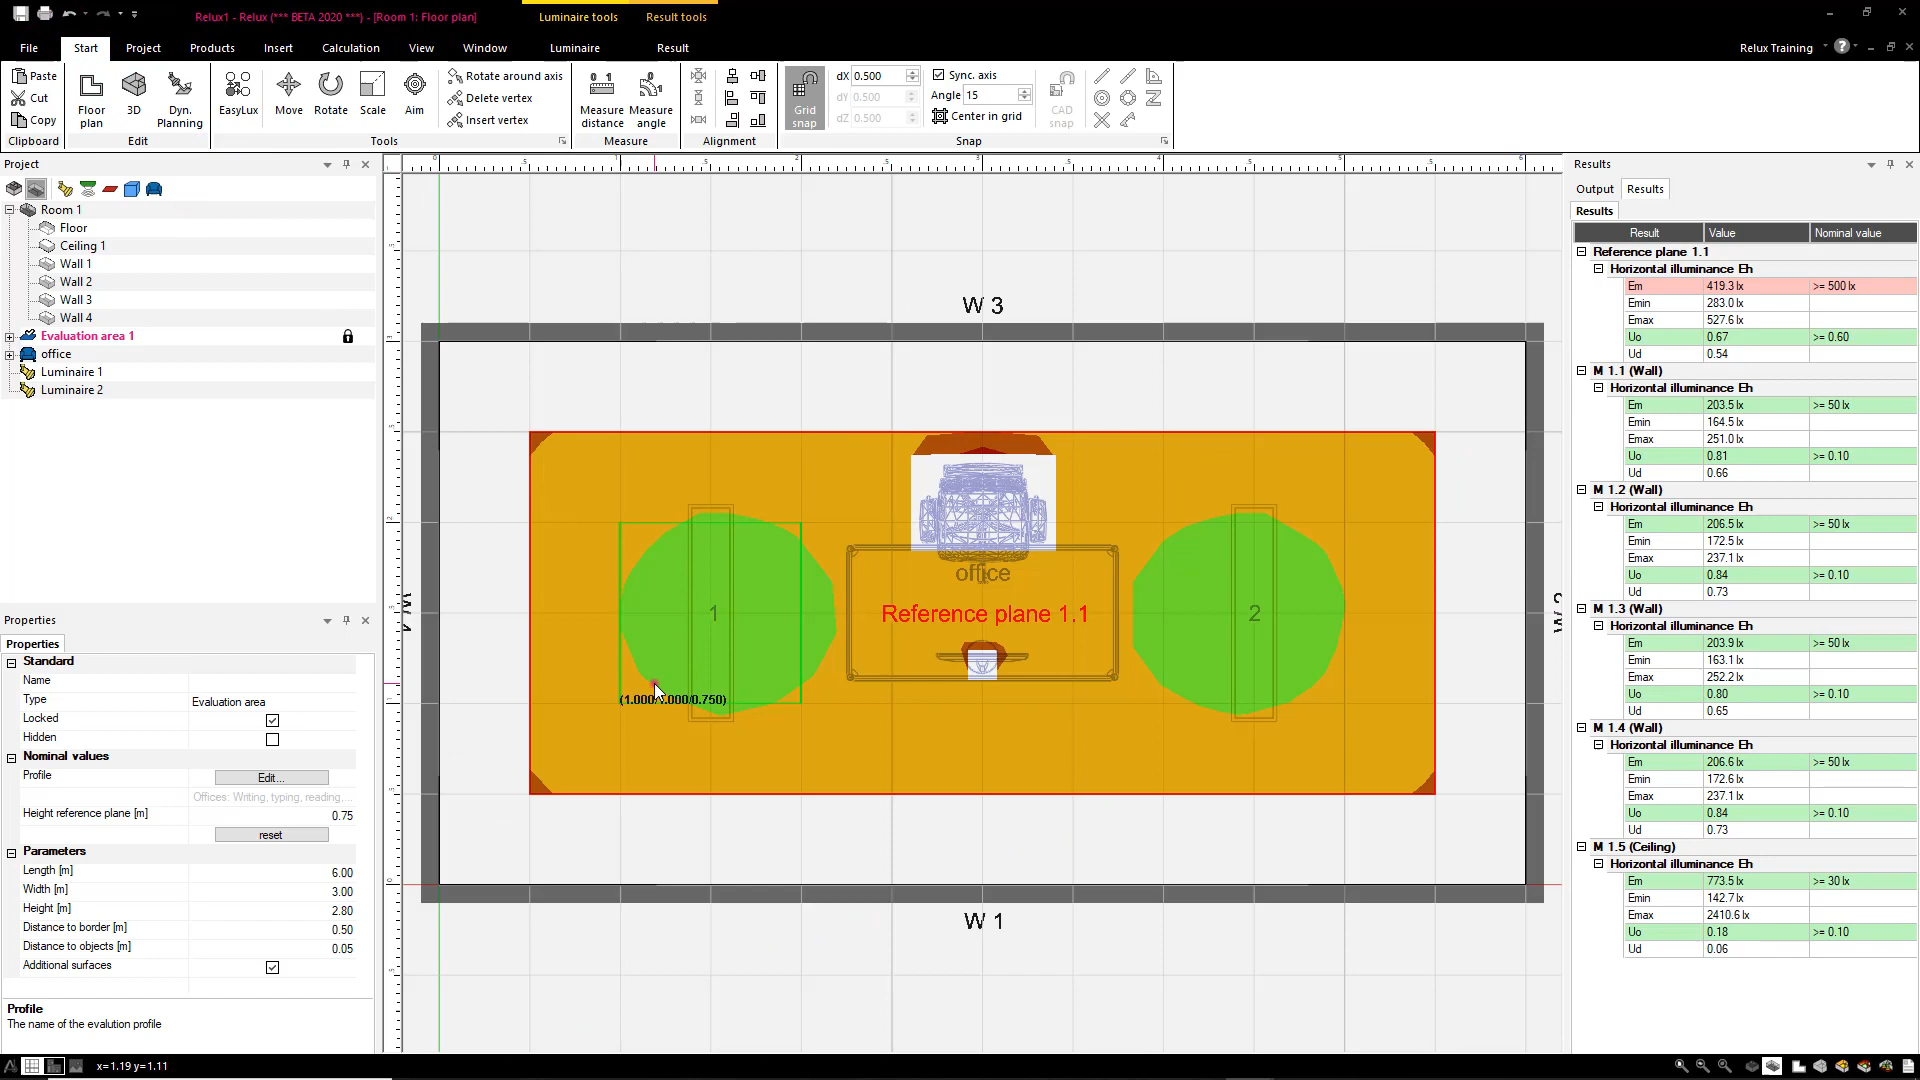 Relux1 - Relux (*** BETA 2020 ***) - [Room 1: Floor plan]
Luminaire tools
Result tools
File
Start
Project
Products
Insert
Calculation
View
Window
Luminaire
Result
Relux Training
Paste
Cut
Copy
Clipboard
Floor plan
3D
Dyn. Planning
Edit
EasyLux
Move
Rotate
Scale
Aim
Rotate around axis
Delete vertex
Insert vertex
Tools
Measure distance
Measure angle
Measure
Alignment
Grid snap
dX 0.500
dY 0.500
dZ 0.500
Sync. axis
Angle 15
Center in grid
CAD snap
Snap
Project
Room 1
Floor
Ceiling 1
Wall 1
Wall 2
Wall 3
Wall 4
Evaluation area 1
office
Luminaire 1
Luminaire 2
Properties
Properties
Standard
Name
Type Evaluation area
Locked
Hidden
Nominal values
Profile Edit...
Offices: Writing, typing, reading,...
Height reference plane [m] 0.75
reset
Parameters
Length [m] 6.00
Width [m] 3.00
Height [m] 2.80
Distance to border [m] 0.50
Distance to objects [m] 0.05
Additional surfaces
Profile
The name of the evalution profile
x=1.19 y=1.11
W 3
1
office
Reference plane 1.1
2
W 1
Results
Output Results
Results
Result Value Nominal value
Reference plane 1.1
Horizontal illuminance Eh
Em 419.3 lx >= 500 lx
Emin 283.0 lx
Emax 527.6 lx
Uo 0.67 >= 0.60
Ud 0.54
M 1.1 (Wall)
Horizontal illuminance Eh
Em 203.5 lx >= 50 lx
Emin 164.5 lx
Emax 251.0 lx
Uo 0.81 >= 0.10
Ud 0.66
M 1.2 (Wall)
Horizontal illuminance Eh
Em 206.5 lx >= 50 lx
Emin 172.5 lx
Emax 237.1 lx
Uo 0.84 >= 0.10
Ud 0.73
M 1.3 (Wall)
Horizontal illuminance Eh
Em 203.9 lx >= 50 lx
Emin 163.1 lx
Emax 252.2 lx
Uo 0.80 >= 0.10
Ud 0.65
M 1.4 (Wall)
Horizontal illuminance Eh
Em 206.6 lx >= 50 lx
Emin 172.6 lx
Emax 237.1 lx
Uo 0.84 >= 0.10
Ud 0.73
M 1.5 (Ceiling)
Horizontal illuminance Eh
Em 773.5 lx >= 30 lx
Emin 142.7 lx
Emax 2410.6 lx
Uo 0.18 >= 0.10
Ud 0.06